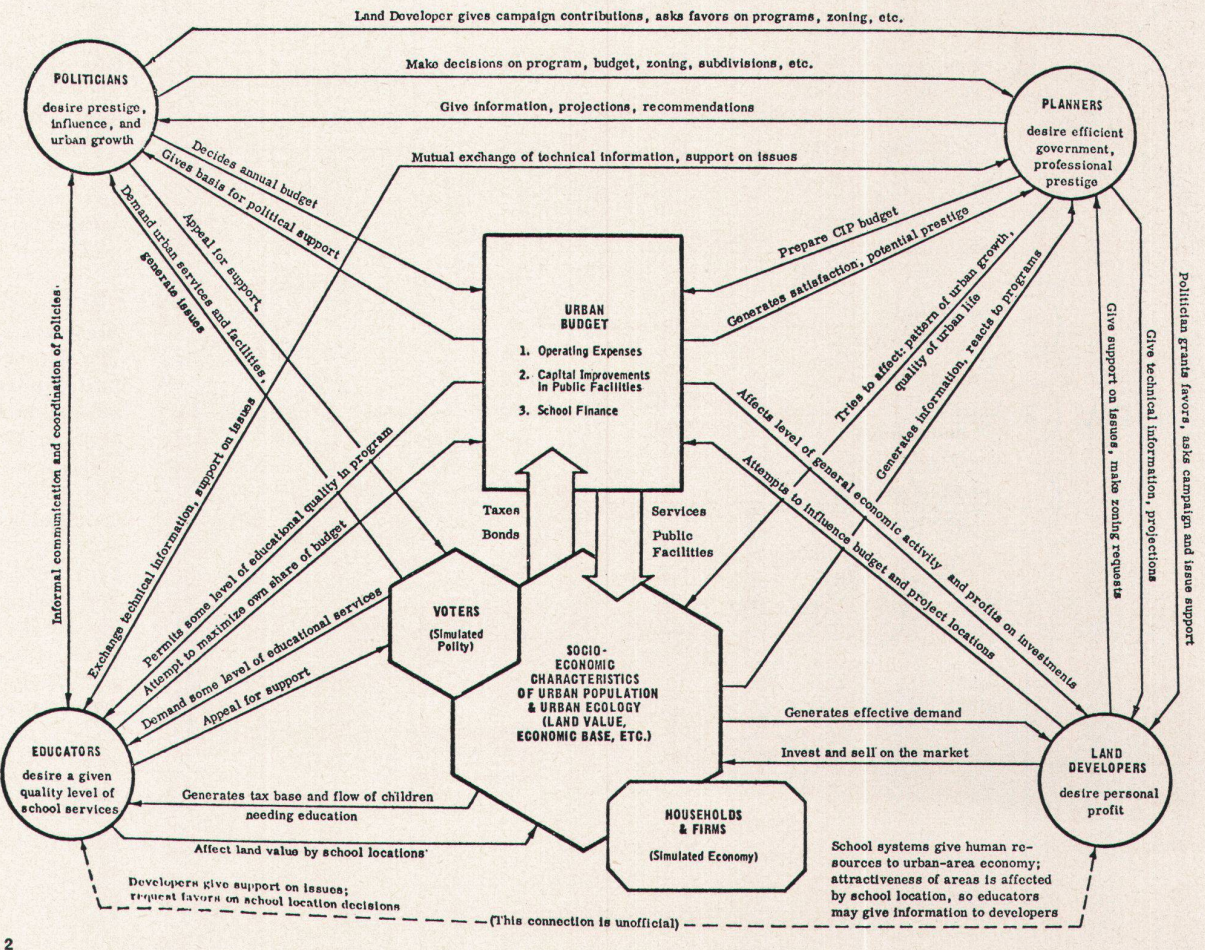 Land Developer gives campaign contributions, asks favors on programs, zoning, etc.
POLITICIANS
desire prestige,
influence, and
urban growth
Make decisions on program, budget, zoning, subdivisions, etc.
Give information, projections, recommendations
Mutual exchange of technical information, support on issues
PLANNERS
desire efficient
government,
professional
prestige
Decides annual budget
Gives basis for political support
Appeal for support
Demand urban services and facilities,
generate issues
Prepare CIP budget
Generates satisfaction, potential prestige
Tries to affect: pattern of urban growth,
quality of urban life
Generates information, reacts to programs
URBAN
BUDGET
1. Operating Expenses
2. Capital Improvements
in Public Facilities
3. School Finance
Informal communication and coordination of policies.
Exchange technical information, support on issues
Permits some level of educational quality in program
Attempt to maximize own share of budget
Demand some level of educational services
Appeal for support
Affects level of general economic activity and profits on investments
Attempts to influence budget and project locations
Give support on issues, make zoning requests
Give technical information, projections
Politician grants favors, asks campaign and issue support
Taxes
Bonds
Services
Public
Facilities
VOTERS
(Simulated
Polity)
SOCIO-
ECONOMIC
CHARACTERISTICS
OF URBAN POPULATION
& URBAN ECOLOGY
(LAND VALUE,
ECONOMIC BASE, ETC.)
Generates effective demand
Invest and sell on the market
EDUCATORS
desire a given
quality level of
school services
LAND
DEVELOPERS
desire personal
profit
Generates tax base and flow of children
needing education
Affect land value by school locations
HOUSEHOLDS
& FIRMS
(Simulated Economy)
School systems give human re-
sources to urban-area economy;
attractiveness of areas is affected
by school location, so educators
may give information to developers
Developers give support on issues;
request favors on school location decisions
(This connection is unofficial)
2